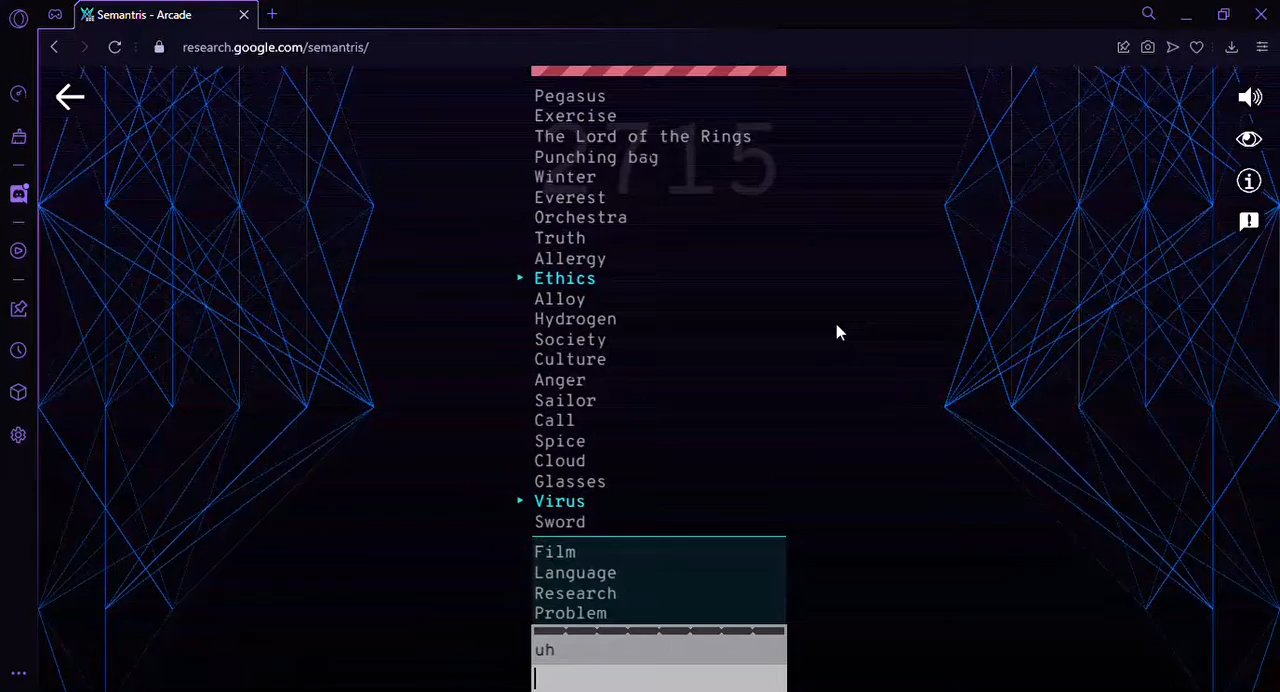 Semantris - Arcade
research.google.com/semantris/
2715
Pegasus
Exercise
The Lord of the Rings
Punching bag
Winter
Everest
Orchestra
Truth
Allergy
Ethics
Alloy
Hydrogen
Society
Culture
Anger
Sailor
Call
Spice
Cloud
Glasses
Virus
Sword
Film
Language
Research
Problem
uh